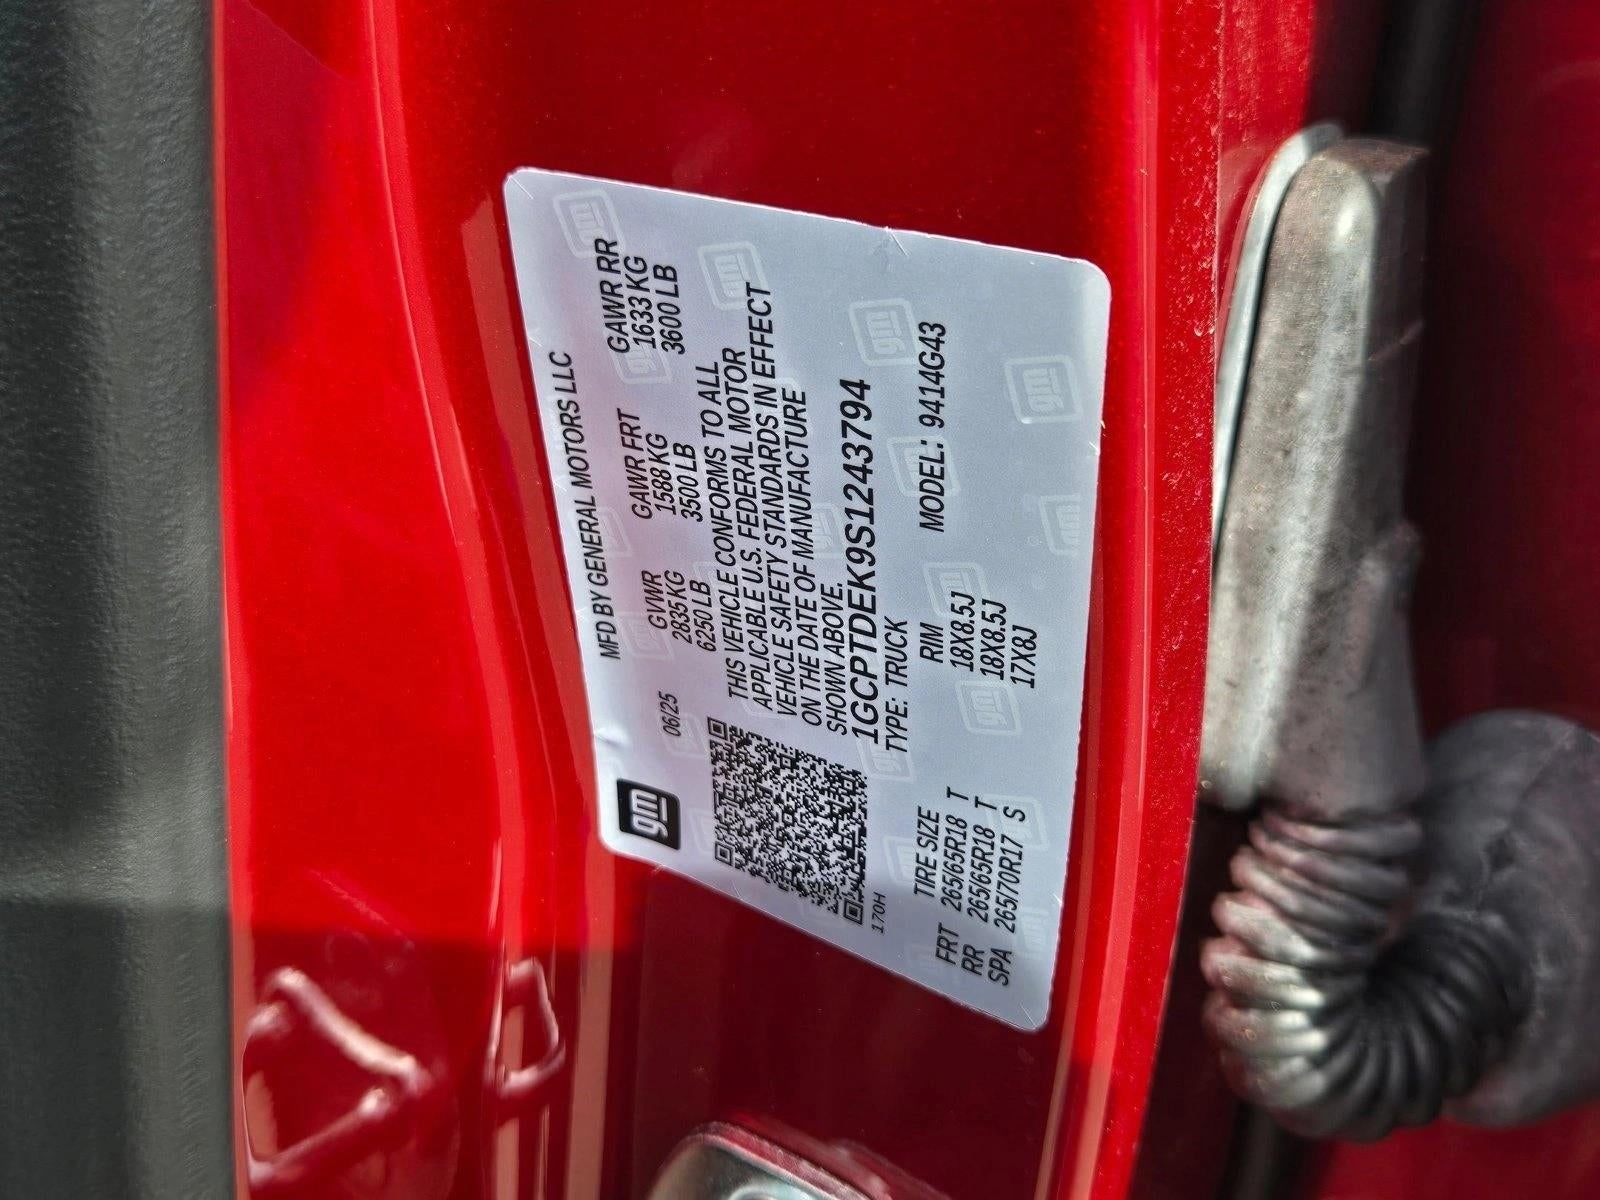 gm
MFD BY GENERAL MOTORS LLC
06/25 GVWR GAWR FRT GAWR RR
2835 KG 1588 KG 1633 KG
6250 LB 3500 LB 3600 LB
THIS VEHICLE CONFORMS TO ALL
APPLICABLE U.S. FEDERAL MOTOR
VEHICLE SAFETY STANDARDS IN EFFECT
ON THE DATE OF MANUFACTURE
SHOWN ABOVE.
1GCPTDEK9S1243794
TYPE: TRUCK MODEL: 9414G43
170H
TIRE SIZE RIM
FRT 265/65R18 T 18X8.5J
RR 265/65R18 T 18X8.5J
SPA 265/70R17 S 17X8J